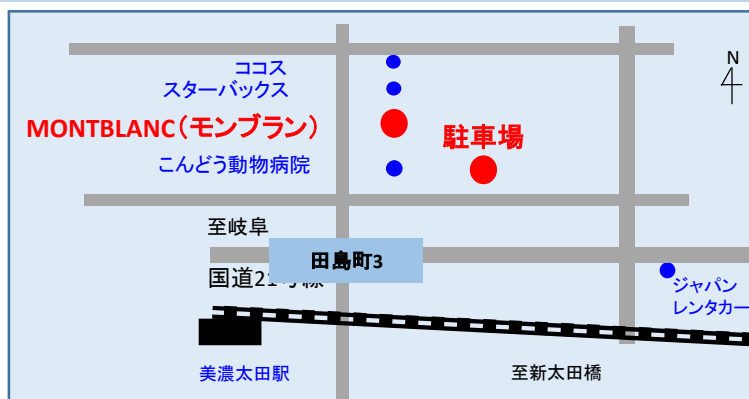 ココス
N
スターバックス
MONTBLANC(モンブラン)
駐車場
こんどう動物病院
至岐阜
田島町3
国道21号線
ジャパン
レンタカー
美濃太田駅
至新太田橋